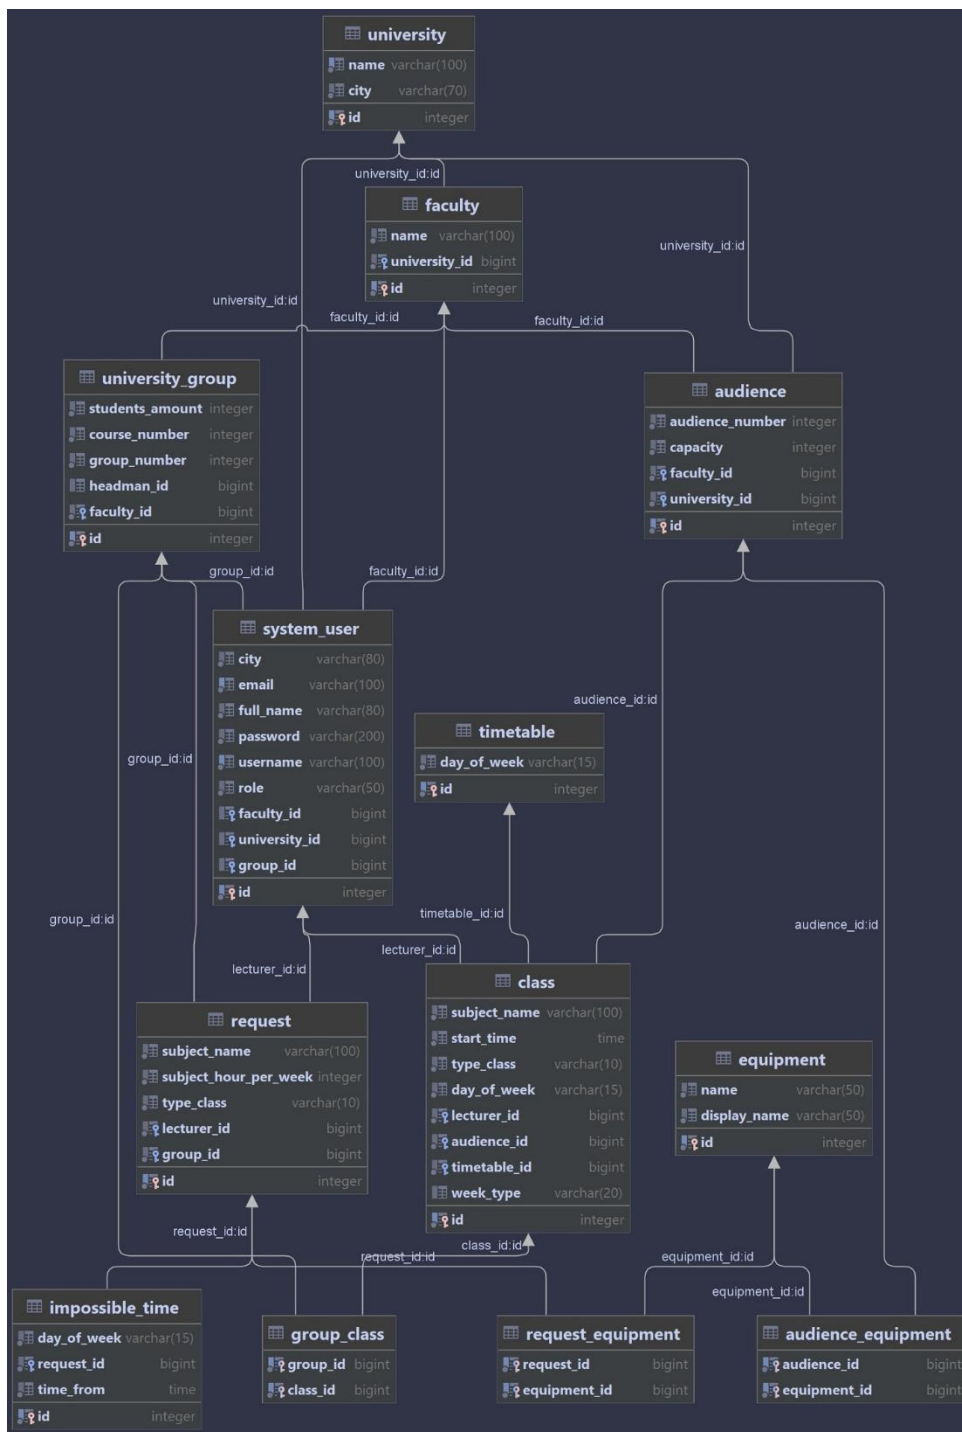 university
name varchar(100)
city varchar(70)
id integer
university_id:id
faculty
name varchar(100)
university_id bigint
id integer
university_id:id
university_id:id
faculty_id:id
faculty_id:id
university_group
students_amount integer
course_number integer
group_number integer
headman_id bigint
faculty_id bigint
id integer
audience
audience_number integer
capacity integer
faculty_id bigint
university_id bigint
id integer
group_id:id
faculty_id:id
system_user
city varchar(80)
email varchar(100)
full_name varchar(80)
password varchar(200)
username varchar(100)
role varchar(50)
faculty_id bigint
university_id bigint
group_id bigint
id integer
audience_id:id
timetable
day_of_week varchar(15)
id integer
group_id:id
group_id:id
timetable_id:id
audience_id:id
lecturer_id:id
lecturer_id:id
class
subject_name varchar(100)
start_time time
type_class varchar(10)
day_of_week varchar(15)
lecturer_id bigint
audience_id bigint
timetable_id bigint
week_type varchar(20)
id integer
request
subject_name varchar(100)
subject_hour_per_week integer
type_class varchar(10)
lecturer_id bigint
group_id bigint
id integer
equipment
name varchar(50)
display_name varchar(50)
id integer
request_id:id
class_id:id
request_id:id
equipment_id:id
equipment_id:id
impossible_time
day_of_week varchar(15)
request_id bigint
time_from time
id integer
group_class
group_id bigint
class_id bigint
request_equipment
request_id bigint
equipment_id bigint
audience_equipment
audience_id bigint
equipment_id bigint